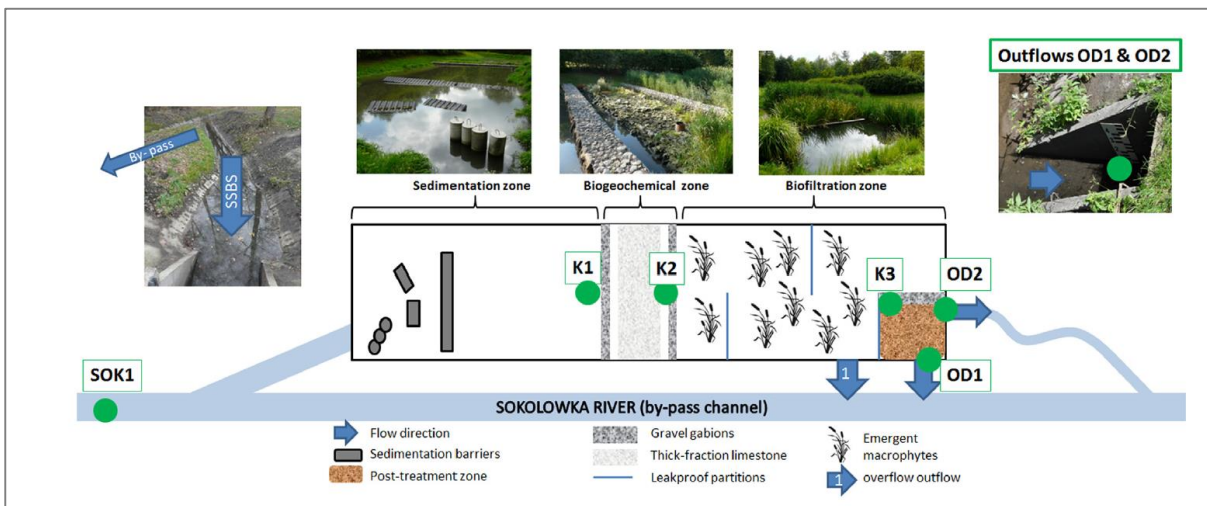 Outflows OD1 & OD2
By- pass
SSBS
Sedimentation zone
Biogeochemical zone
Biofiltration zone
K1
K2
K3
OD2
SOK1
1
OD1
SOKOLOWKA RIVER (by-pass channel)
Flow direction
Sedimentation barriers
Post-treatment zone
Gravel gabions
Thick-fraction limestone
Leakproof partitions
Emergent
macrophytes
1
overflow outflow